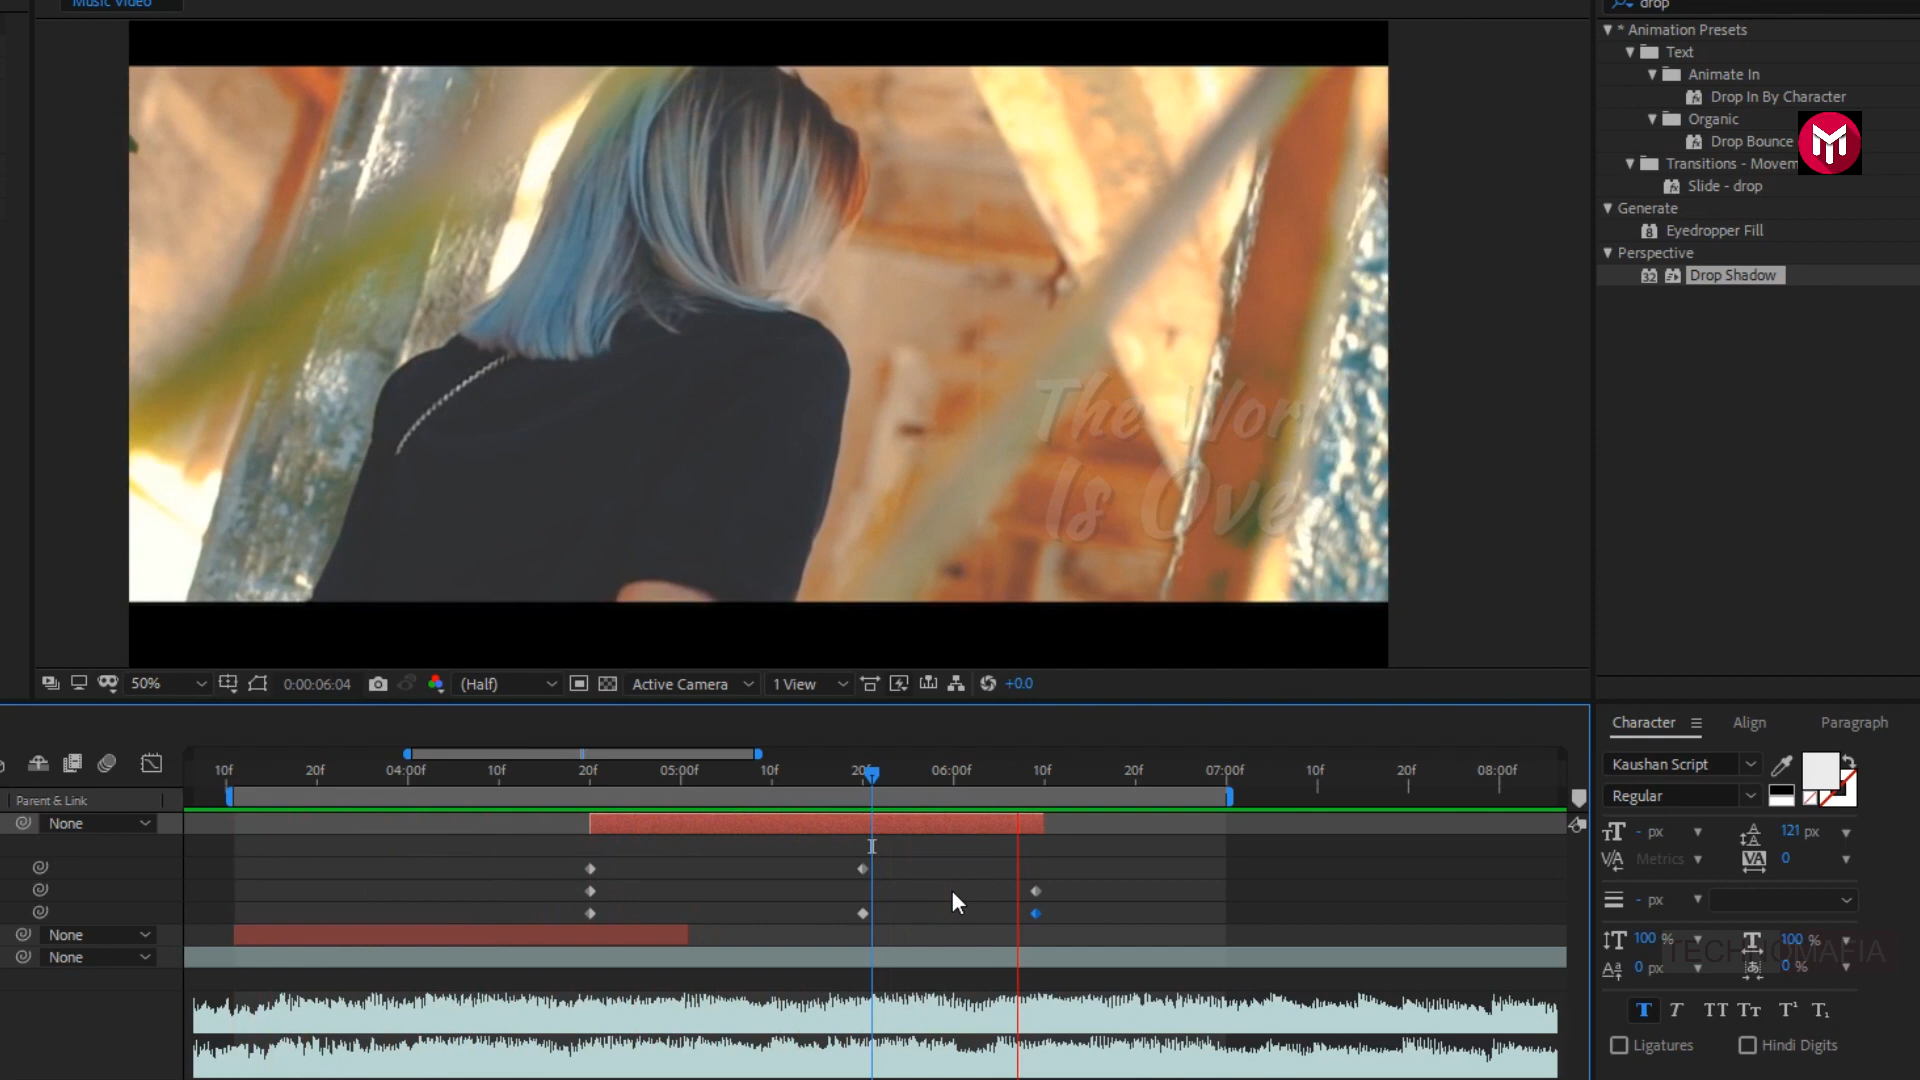 Music Video
drop
* Animation Presets
Text
Animate In
Drop In By Character
Organic
Drop Bounce
Transitions - Movem
Slide - drop
Generate
Eyedropper Fill
Perspective
Drop Shadow
The Wor
Is Ove
50%
0:00:06:04
(Half)
Active Camera
1 View
+0.0
10f
20f
04:00f
10f
20f
05:00f
10f
20f
06:00f
10f
20f
07:00f
10f
20f
08:00f
Parent & Link
None
None
None
Character
Align
Paragraph
Kaushan Script
Regular
- px
121 px
Metrics
0
- px
100 %
100 %
0 px
0 %
TECHNOMAFIA
Ligatures
Hindi Digits